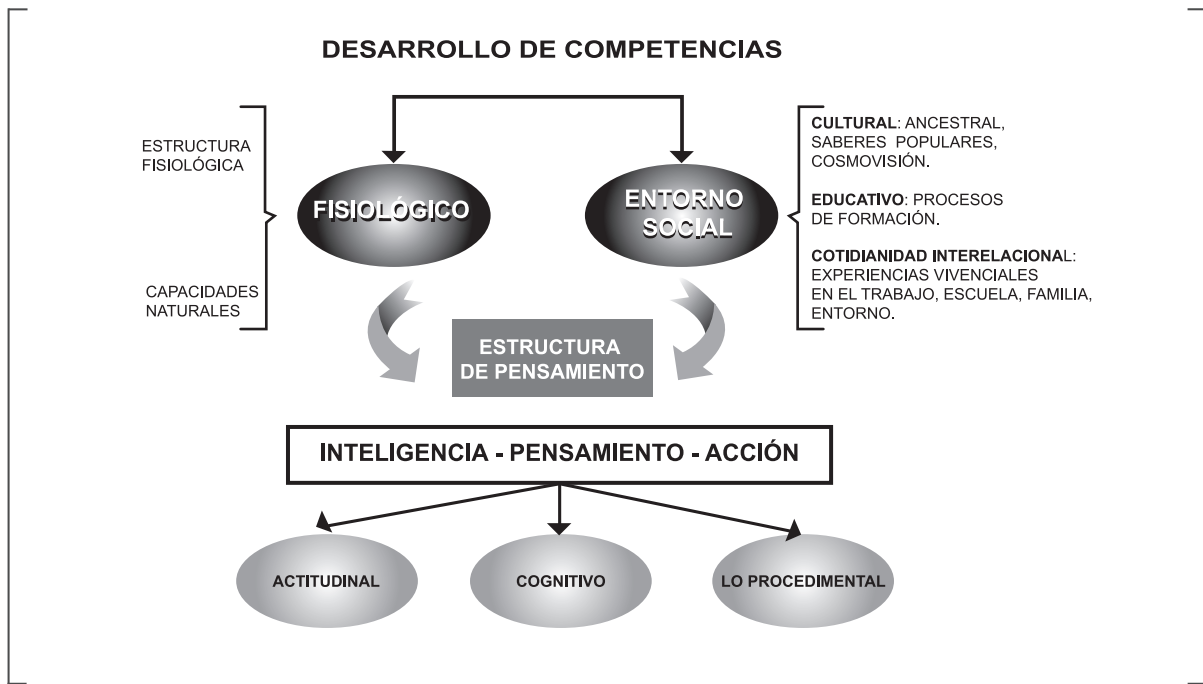 DESARROLLO DE COMPETENCIAS
ESTRUCTURA
FISIOLÓGICA
CAPACIDADES
NATURALES
FISIOLÓGICO
ENTORNO
SOCIAL
CULTURAL: ANCESTRAL,
SABERES POPULARES,
COSMOVISIÓN.
EDUCATIVO: PROCESOS
DE FORMACIÓN.
COTIDIANIDAD INTERELACIONAL:
EXPERIENCIAS VIVENCIALES
EN EL TRABAJO, ESCUELA, FAMILIA,
ENTORNO.
ESTRUCTURA
DE PENSAMIENTO
INTELIGENCIA - PENSAMIENTO - ACCIÓN
ACTITUDINAL
COGNITIVO
LO PROCEDIMENTAL